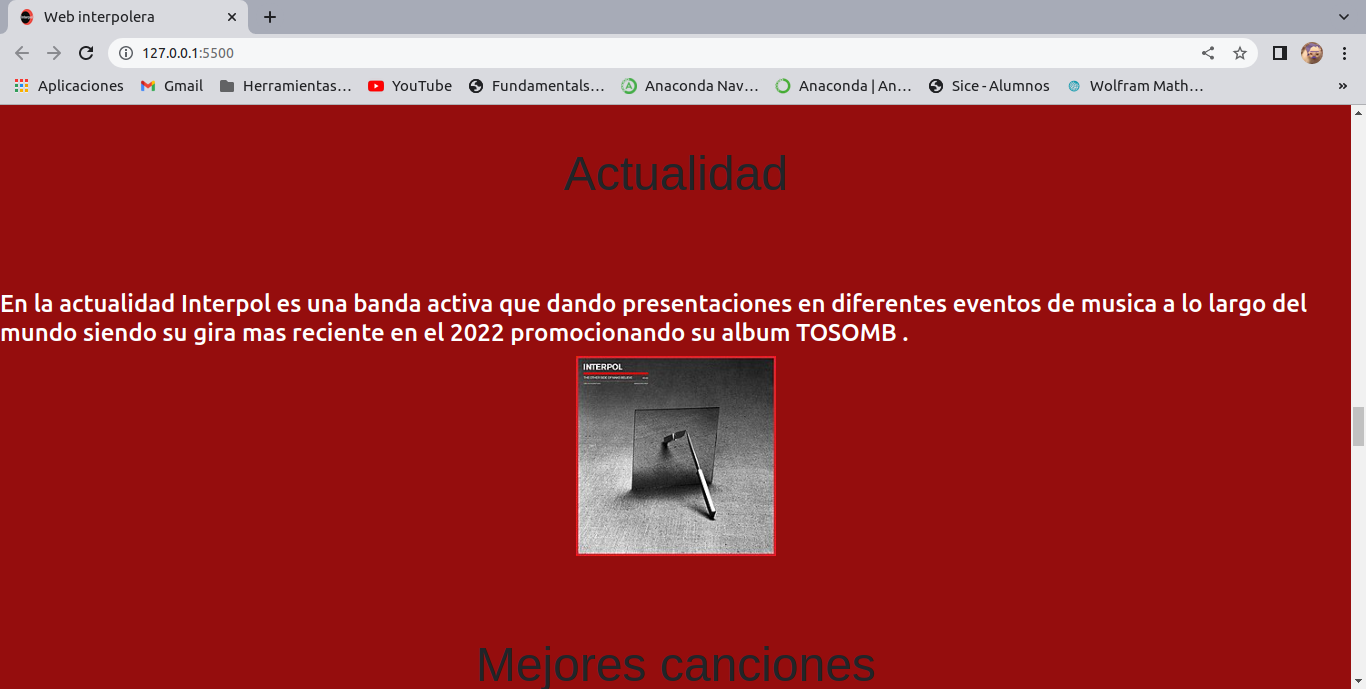 Web interpolera
127.0.0.1:5500
Aplicaciones Gmail Herramientas… YouTube Fundamentals… Anaconda Nav… Anaconda | An… Sice - Alumnos Wolfram Math… »
Actualidad
En la actualidad Interpol es una banda activa que dando presentaciones en diferentes eventos de musica a lo largo del
mundo siendo su gira mas reciente en el 2022 promocionando su album TOSOMB .
INTERPOL
THE OTHER SIDE OF MAKE-BELIEVE
Mejores canciones